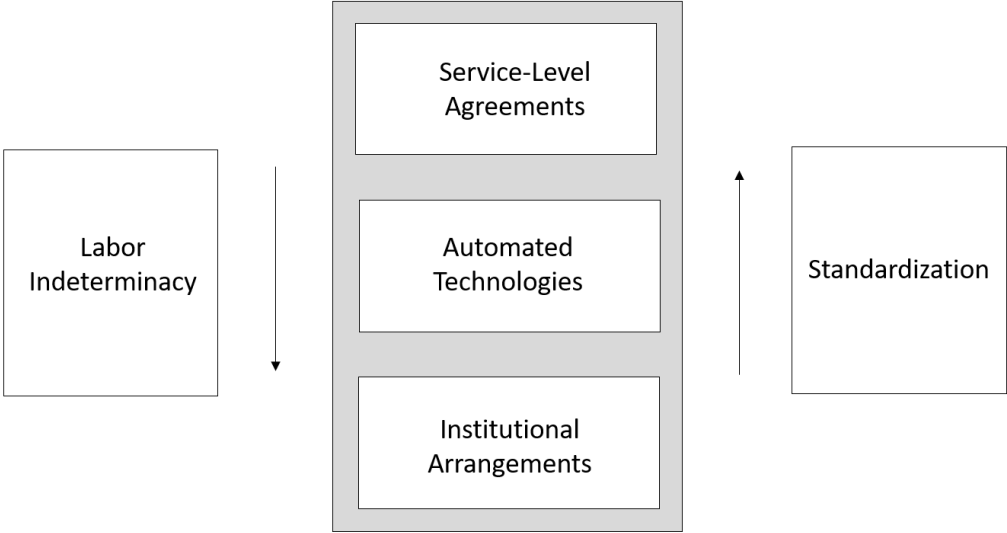 Service-Level
Agreements
Labor
Indeterminacy
Automated
Technologies
Standardization
Institutional
Arrangements